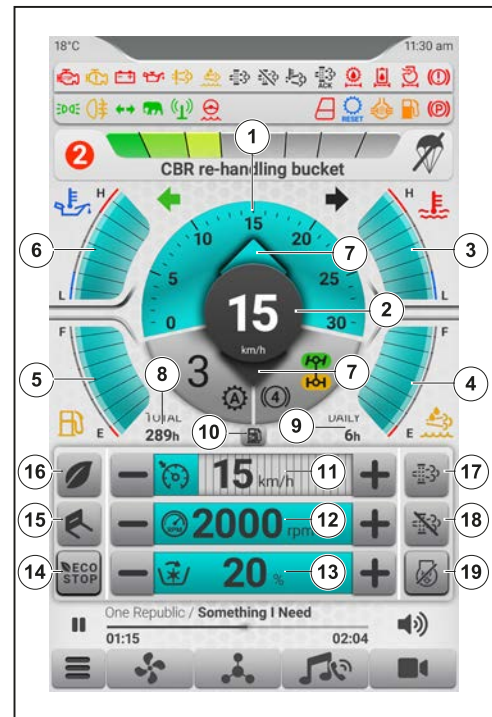 18°C 11:30 am
ACK
RESET
2
CBR re-handling bucket
1
H H
15
10 20
6 7 3
5 25
L L
15 2
0 30
km/h
F F
3 4 7
5 A 4
8
TOTAL DAILY
E 289h 10 9 6h E
16 15 km/h 11 17
15 RPM 2000 rpm 12 18
14 ECO STOP 20 % 13 19
One Republic / Something I Need
01:15 02:04